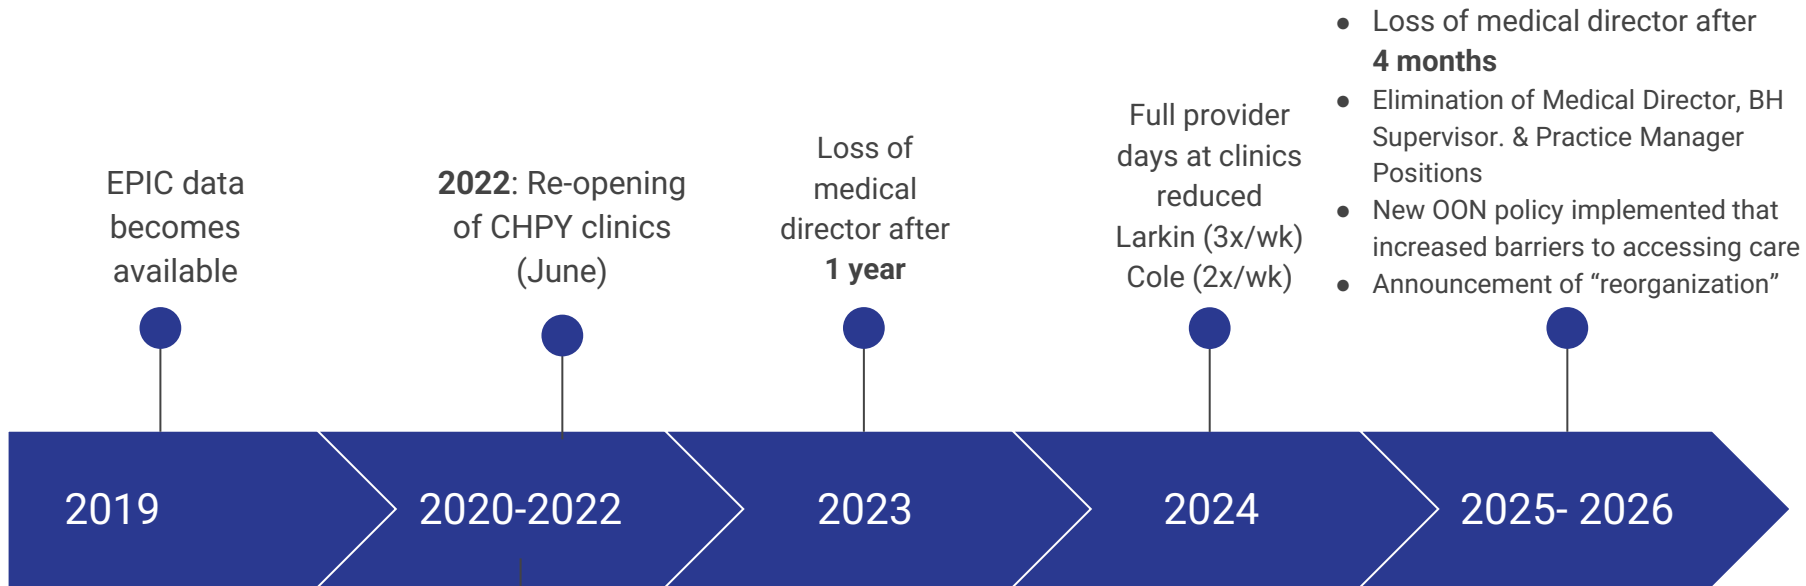 EPIC data
becomes
available
2022: Re-opening
of CHPY clinics
(June)
Loss of
medical
director after
1 year
Full provider
days at clinics
reduced
Larkin (3x/wk)
Cole (2x/wk)
● Loss of medical director after
4 months
● Elimination of Medical Director, BH
Supervisor. & Practice Manager
Positions
● New OON policy implemented that
increased barriers to accessing care
● Announcement of “reorganization”
2019
2020-2022
2023
2024
2025- 2026